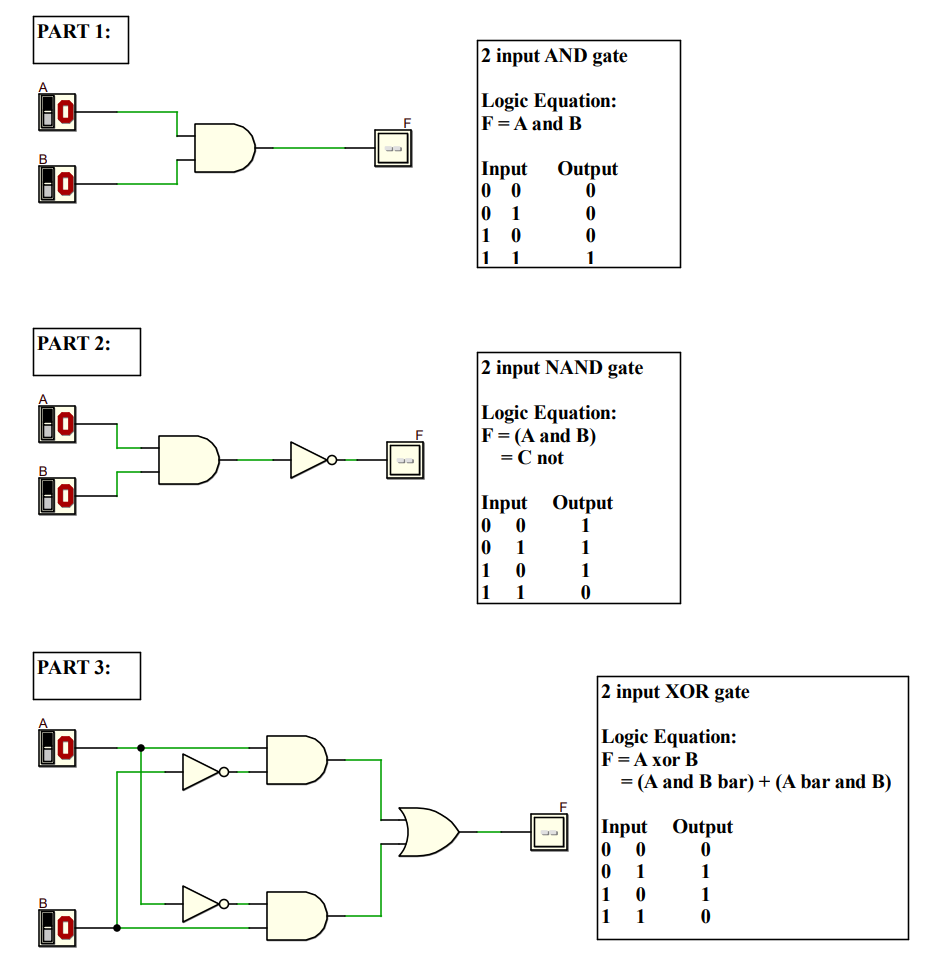 PART 1:
A
0
B
0
F
--
2 input AND gate
Logic Equation:
F = A and B
Input Output
0 0 0
0 1 0
1 0 0
1 1 1
PART 2:
A
0
B
0
F
--
2 input NAND gate
Logic Equation:
F = (A and B)
= C not
Input Output
0 0 1
0 1 1
1 0 1
1 1 0
PART 3:
A
0
B
0
F
--
2 input XOR gate
Logic Equation:
F = A xor B
= (A and B bar) + (A bar and B)
Input Output
0 0 0
0 1 1
1 0 1
1 1 0